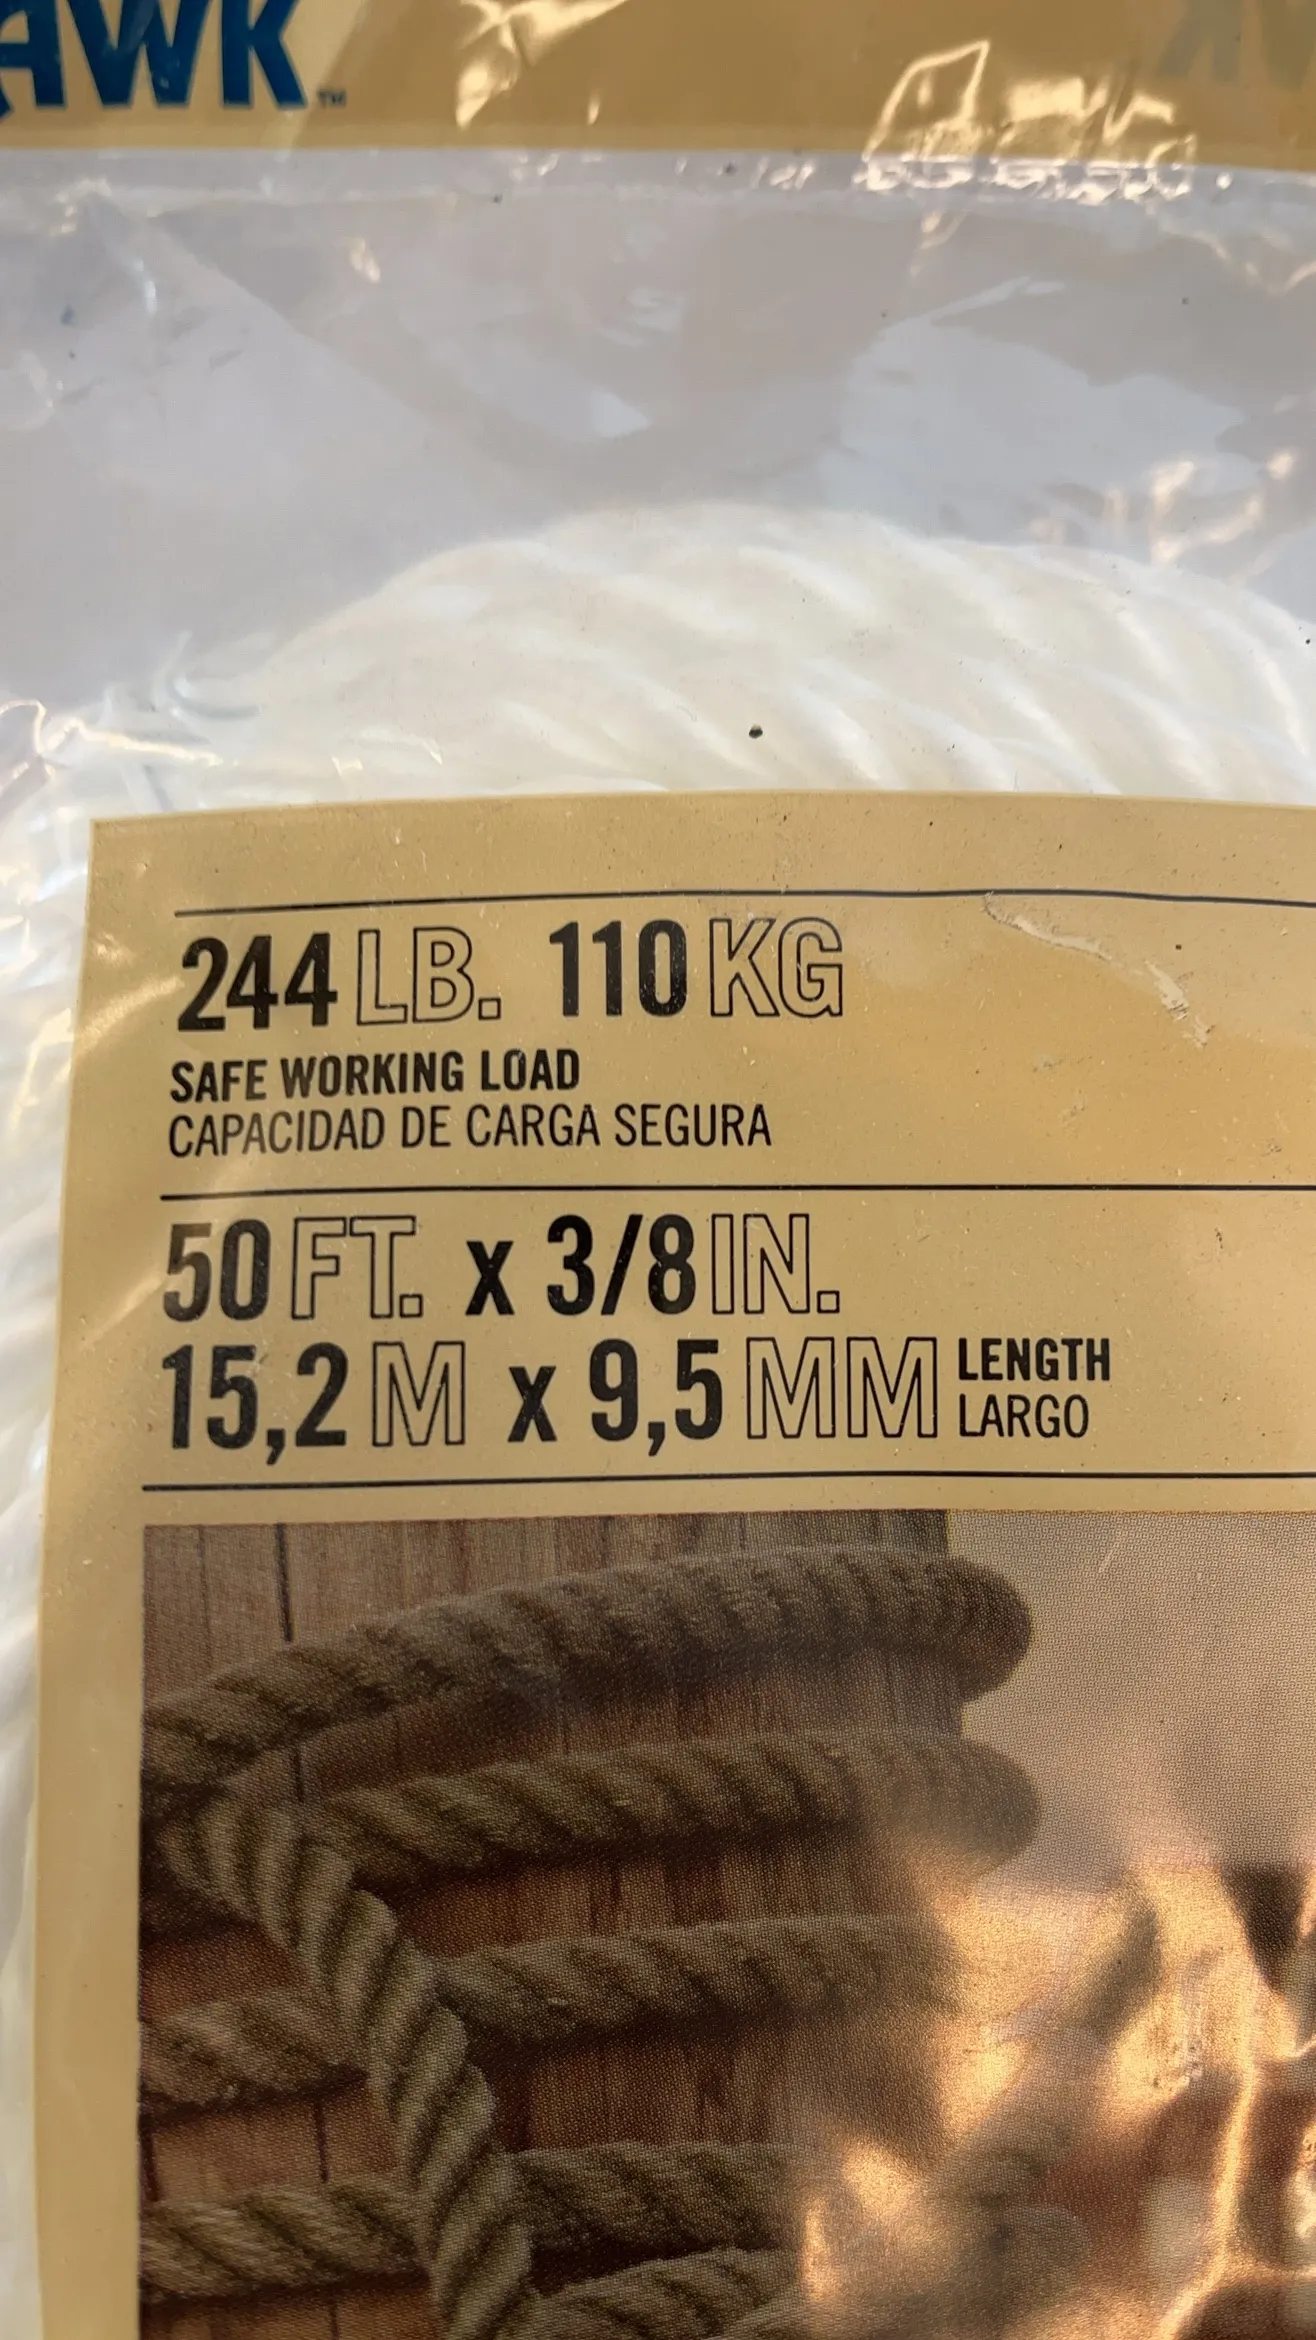 AWK™
244 LB. 110 KG
SAFE WORKING LOAD
CAPACIDAD DE CARGA SEGURA
50 FT. x 3/8 IN.
15,2 M x 9,5 MM LENGTH
LARGO